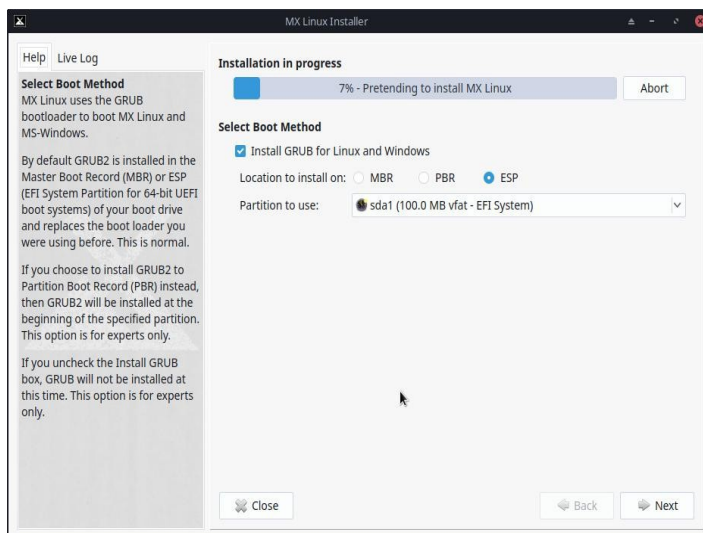 MX Linux Installer
Help Live Log
Select Boot Method
MX Linux uses the GRUB
bootloader to boot MX Linux and
MS-Windows.
By default GRUB2 is installed in the
Master Boot Record (MBR) or ESP
(EFI System Partition for 64-bit UEFI
boot systems) of your boot drive
and replaces the boot loader you
were using before. This is normal.
If you choose to install GRUB2 to
Partition Boot Record (PBR) instead,
then GRUB2 will be installed at the
beginning of the specified partition.
This option is for experts only.
If you uncheck the Install GRUB
box, GRUB will not be installed at
this time. This option is for experts
only.
Installation in progress
7% - Pretending to install MX Linux Abort
Select Boot Method
Install GRUB for Linux and Windows
Location to install on: MBR PBR ESP
Partition to use: sda1 (100.0 MB vfat - EFI System)
Close Back Next